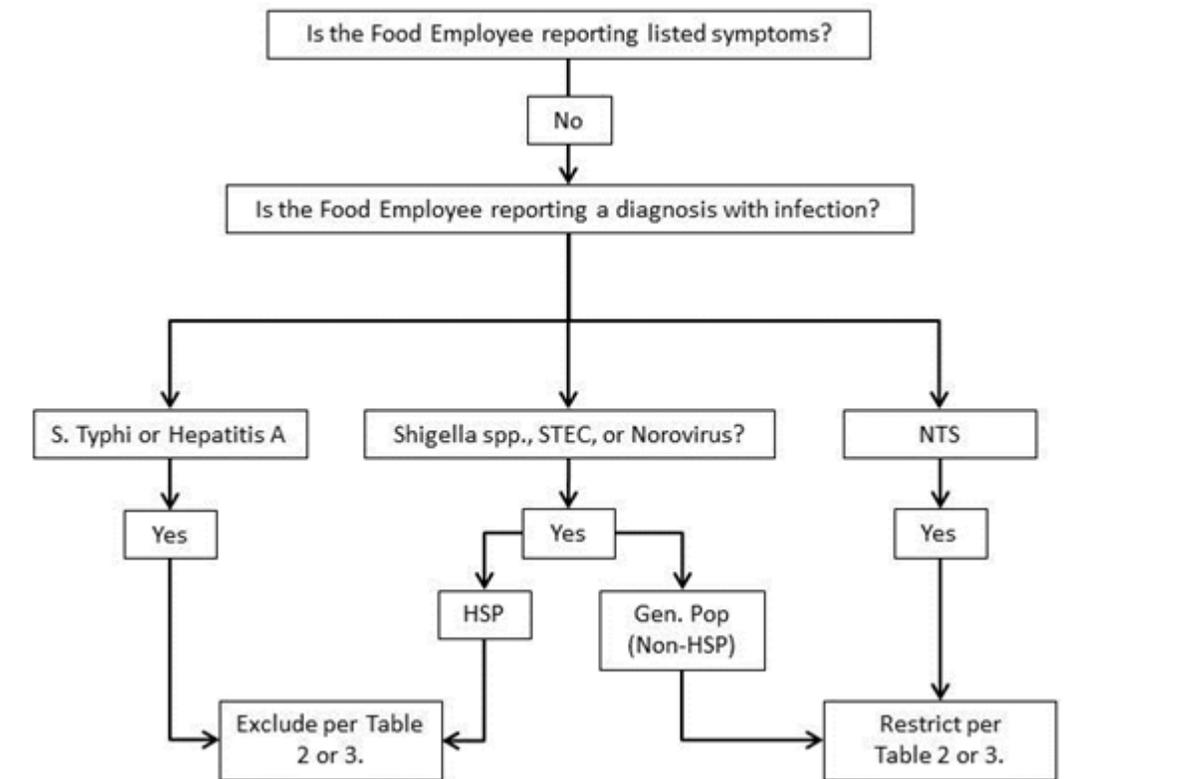 Is the Food Employee reporting listed symptoms?
No
Is the Food Employee reporting a diagnosis with infection?
S. Typhi or Hepatitis A
Shigella spp., STEC, or Norovirus?
NTS
Yes
Yes
Yes
HSP
Gen. Pop
(Non-HSP)
Exclude per Table
2 or 3.
Restrict per
Table 2 or 3.